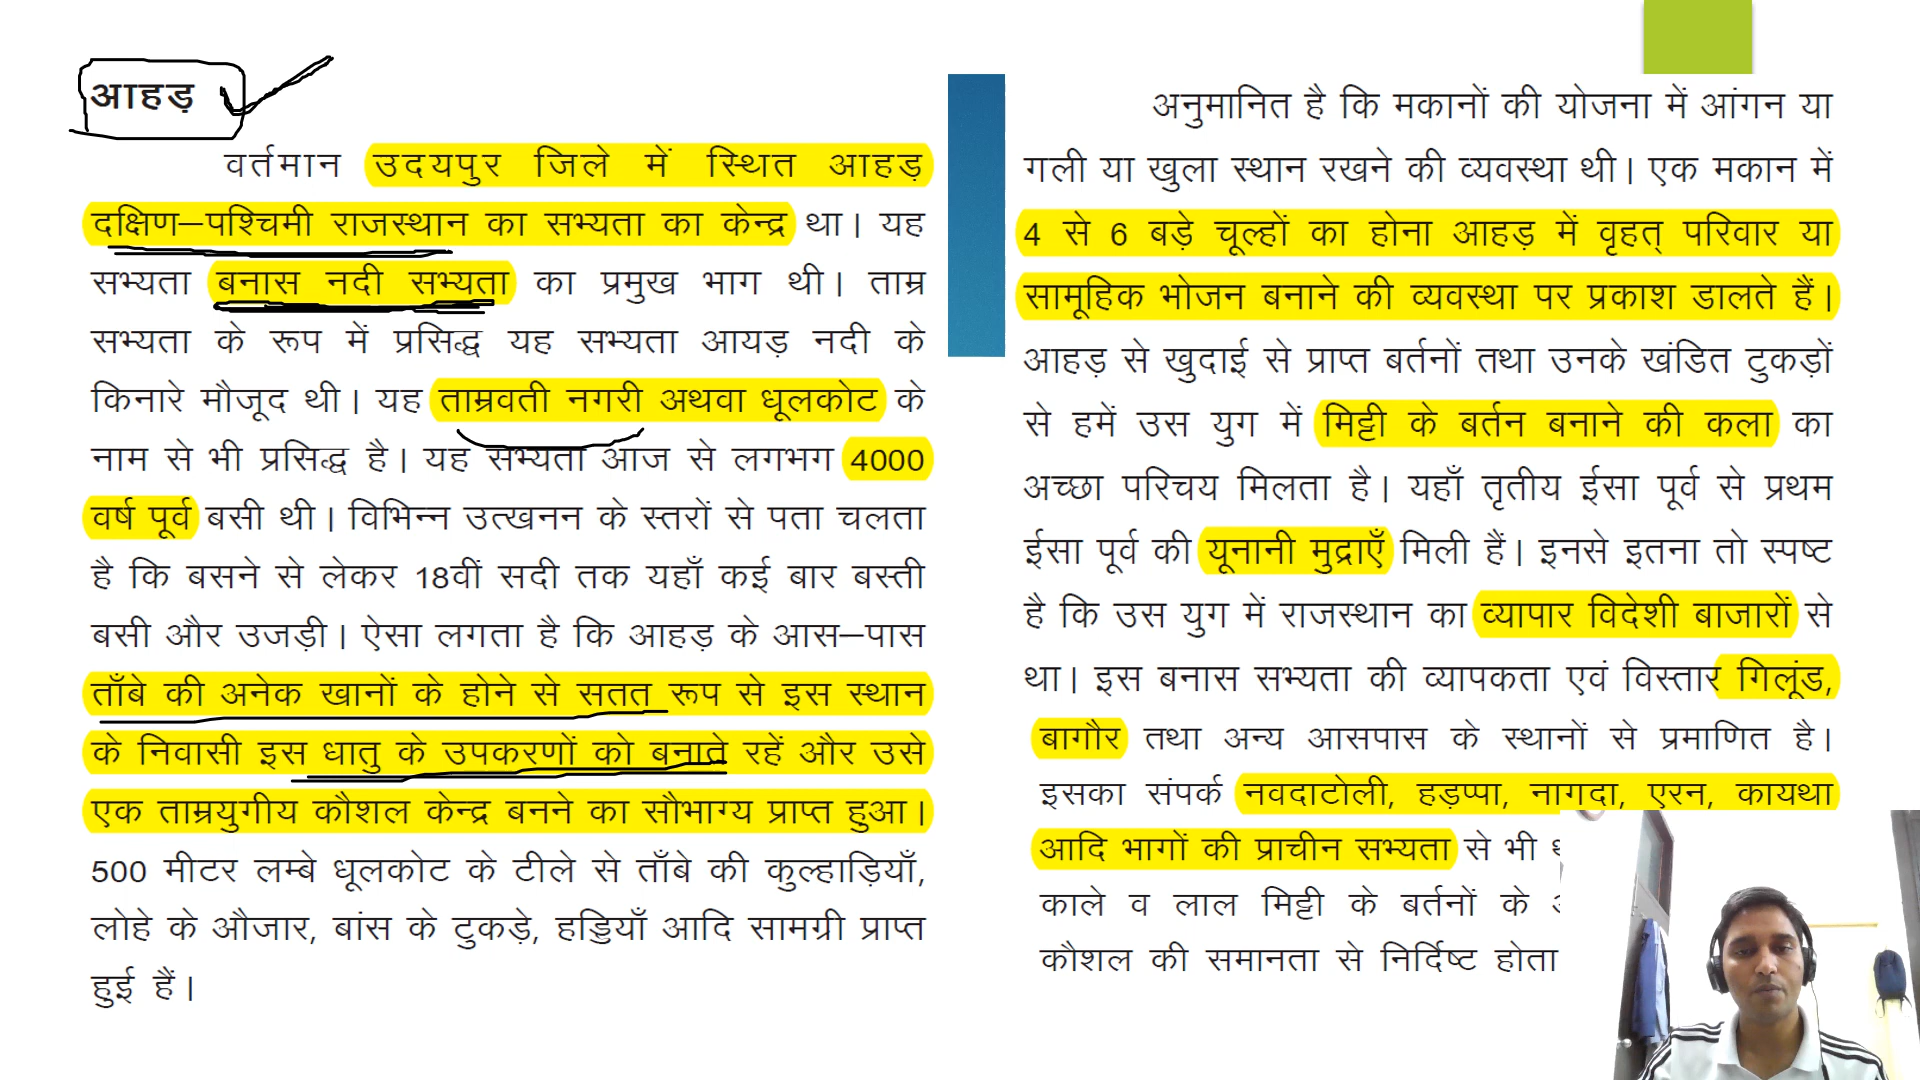 आहड़
वर्तमान उदयपुर जिले में स्थित आहड़
दक्षिण–पश्चिमी राजस्थान का सभ्यता का केन्द्र था। यह
सभ्यता बनास नदी सभ्यता का प्रमुख भाग थी। ताम्र
सभ्यता के रूप में प्रसिद्ध यह सभ्यता आयड़ नदी के
किनारे मौजूद थी। यह ताम्रवती नगरी अथवा धूलकोट के
नाम से भी प्रसिद्ध है। यह सभ्यता आज से लगभग 4000
वर्ष पूर्व बसी थी। विभिन्न उत्खनन के स्तरों से पता चलता
है कि बसने से लेकर 18वीं सदी तक यहाँ कई बार बस्ती
बसी और उजड़ी। ऐसा लगता है कि आहड़ के आस–पास
ताँबे की अनेक खानों के होने से सतत रूप से इस स्थान
के निवासी इस धातु के उपकरणों को बनाते रहें और उसे
एक ताम्रयुगीय कौशल केन्द्र बनने का सौभाग्य प्राप्त हुआ।
500 मीटर लम्बे धूलकोट के टीले से ताँबे की कुल्हाड़ियाँ,
लोहे के औजार, बांस के टुकड़े, हड्डियाँ आदि सामग्री प्राप्त
हुई हैं।
अनुमानित है कि मकानों की योजना में आंगन या
गली या खुला स्थान रखने की व्यवस्था थी। एक मकान में
4 से 6 बड़े चूल्हों का होना आहड़ में वृहत् परिवार या
सामूहिक भोजन बनाने की व्यवस्था पर प्रकाश डालते हैं।
आहड़ से खुदाई से प्राप्त बर्तनों तथा उनके खंडित टुकड़ों
से हमें उस युग में मिट्टी के बर्तन बनाने की कला का
अच्छा परिचय मिलता है। यहाँ तृतीय ईसा पूर्व से प्रथम
ईसा पूर्व की यूनानी मुद्राएँ मिली हैं। इनसे इतना तो स्पष्ट
है कि उस युग में राजस्थान का व्यापार विदेशी बाजारों से
था। इस बनास सभ्यता की व्यापकता एवं विस्तार गिलूंड,
बागौर तथा अन्य आसपास के स्थानों से प्रमाणित है।
इसका संपर्क नवदाटोली, हड़प्पा, नागदा, एरन, कायथा
आदि भागों की प्राचीन सभ्यता से भी
काले व लाल मिट्टी के बर्तनों के
कौशल की समानता से निर्दिष्ट होता